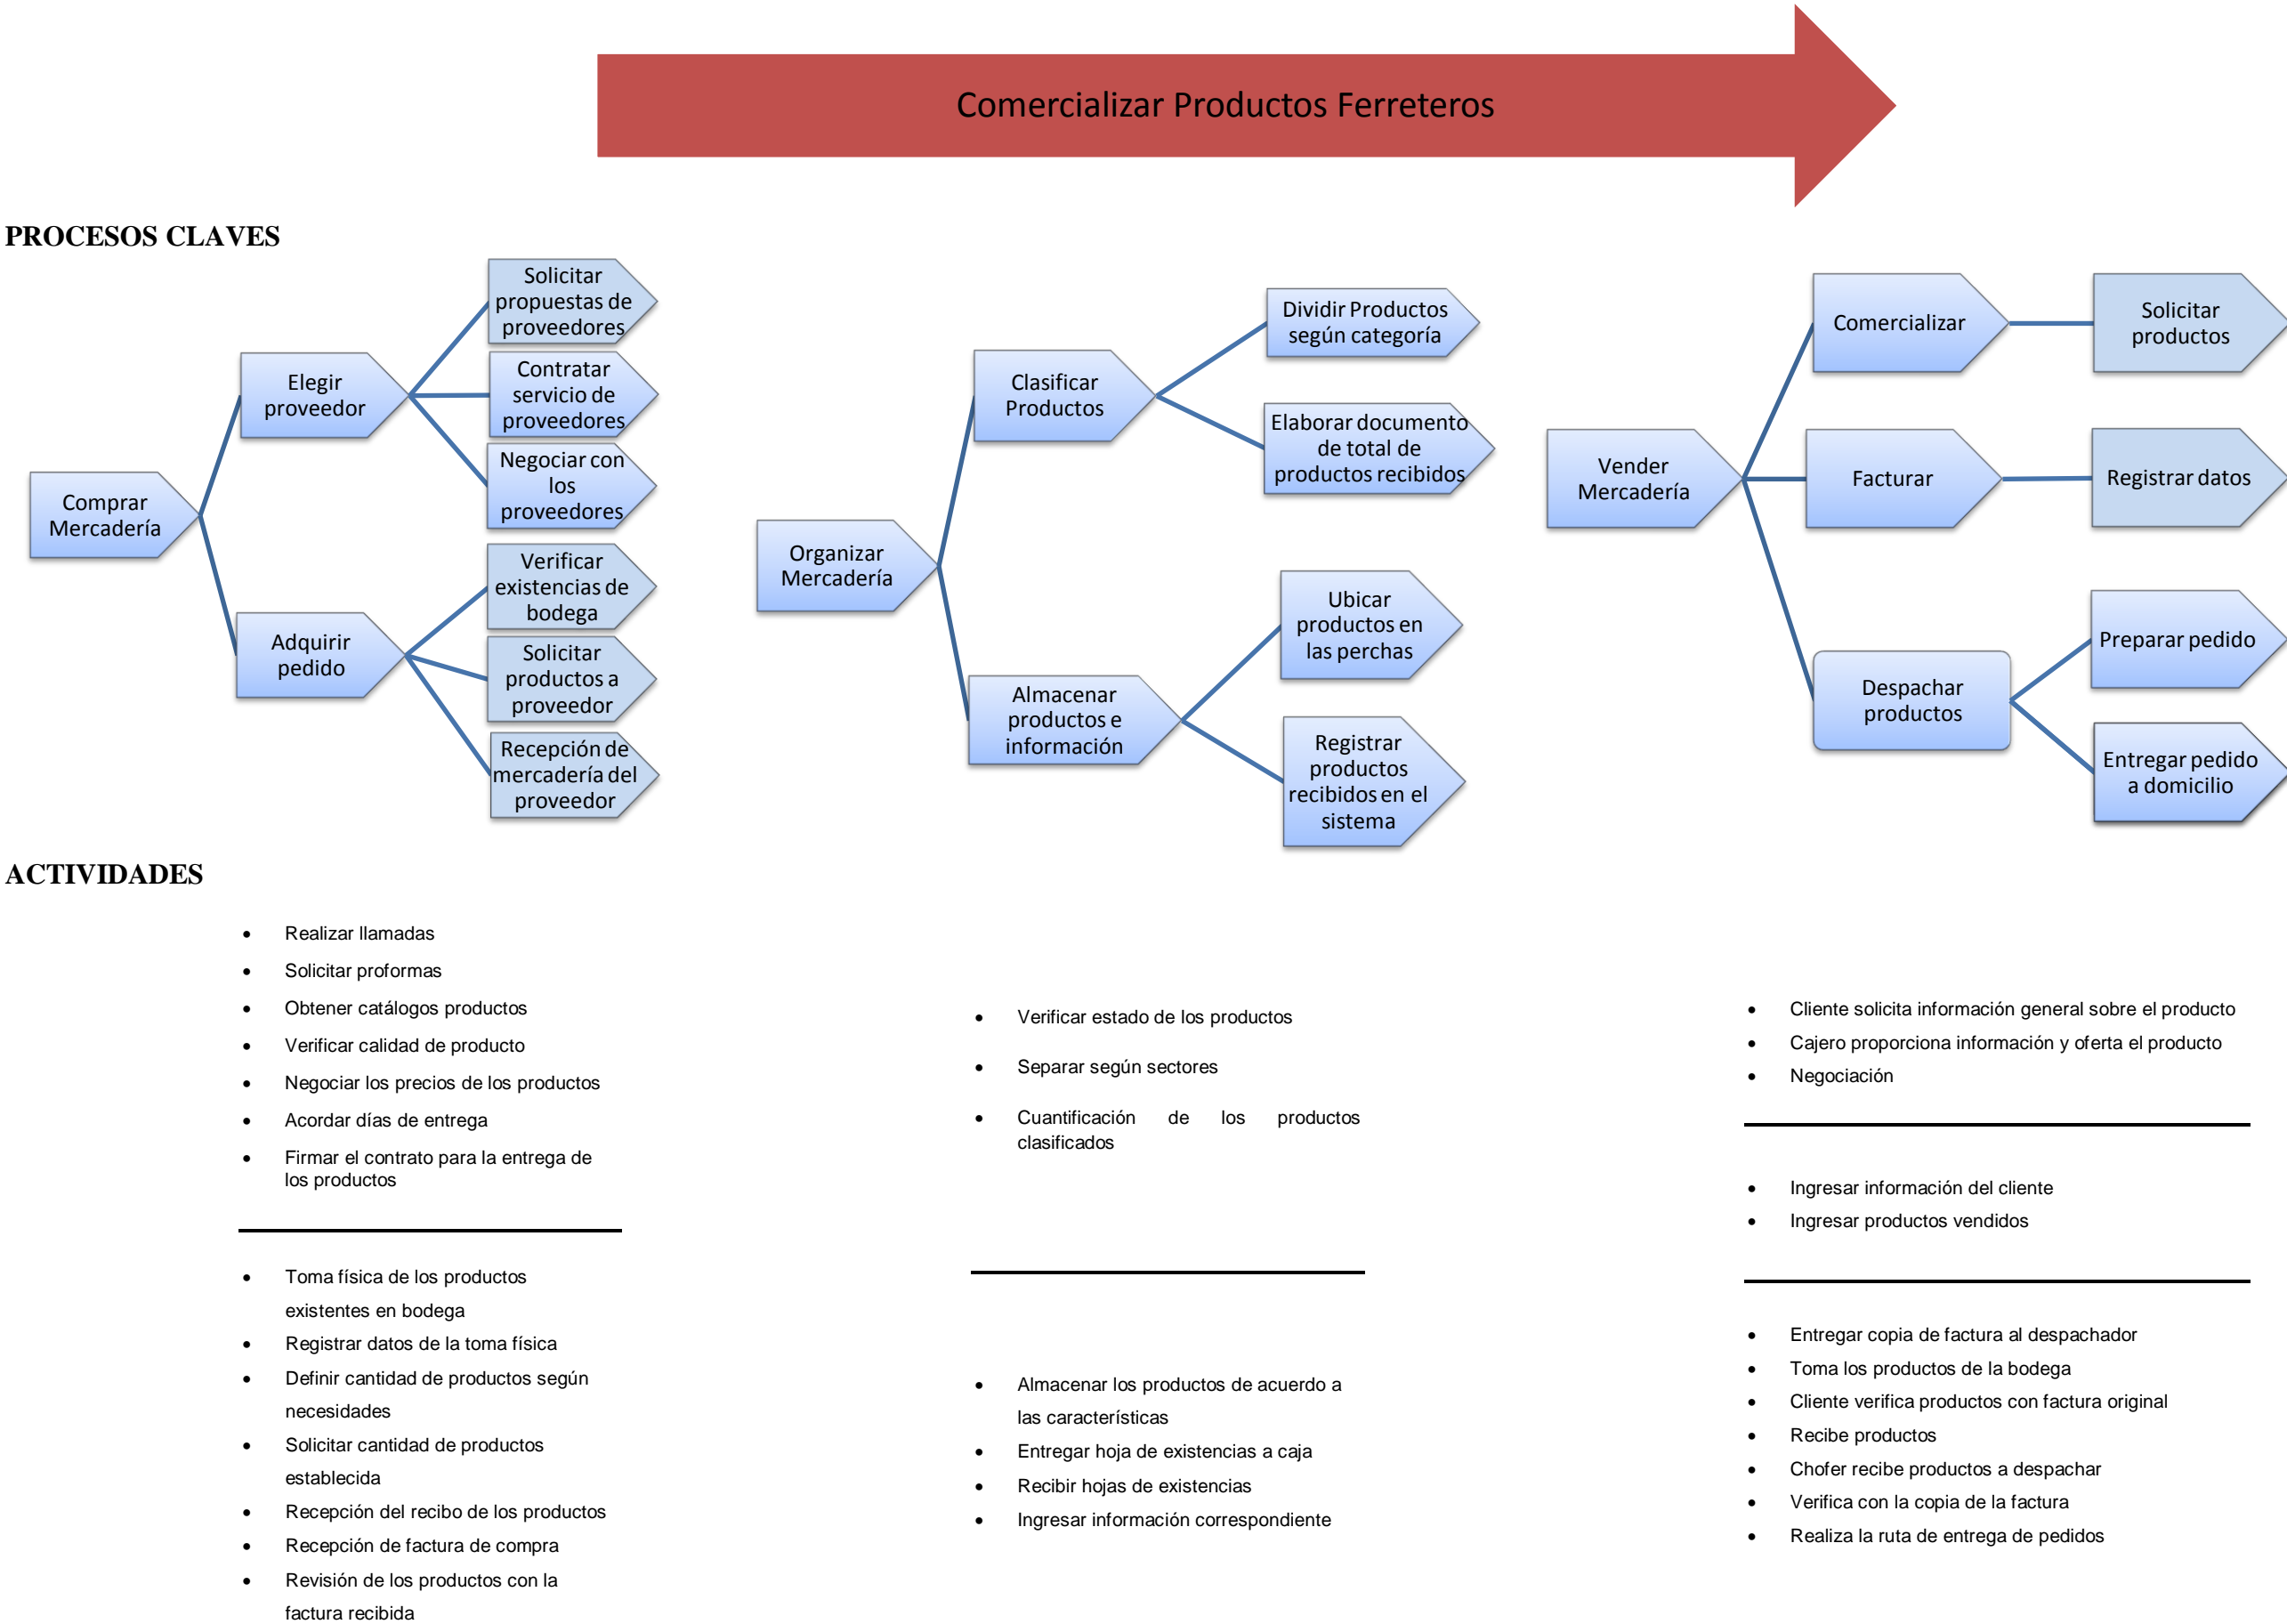 Comercializar Productos Ferreteros
PROCESOS CLAVES
Comprar
Mercadería
Elegir
proveedor
Solicitar
propuestas de
proveedores
Contratar
servicio de
proveedores
Negociar con
los
proveedores
Adquirir
pedido
Verificar
existencias de
bodega
Solicitar
productos a
proveedor
Recepción de
mercadería del
proveedor
Organizar
Mercadería
Clasificar
Productos
Dividir Productos
según categoría
Elaborar documento
de total de
productos recibidos
Almacenar
productos e
información
Ubicar
productos en
las perchas
Registrar
productos
recibidos en el
sistema
Vender
Mercadería
Comercializar
Solicitar
productos
Facturar
Registrar datos
Despachar
productos
Preparar pedido
Entregar pedido
a domicilio
ACTIVIDADES
• Realizar llamadas
• Solicitar proformas
• Obtener catálogos productos
• Verificar calidad de producto
• Negociar los precios de los productos
• Acordar días de entrega
• Firmar el contrato para la entrega de
los productos
• Toma física de los productos
existentes en bodega
• Registrar datos de la toma física
• Definir cantidad de productos según
necesidades
• Solicitar cantidad de productos
establecida
• Recepción del recibo de los productos
• Recepción de factura de compra
• Revisión de los productos con la
factura recibida
• Verificar estado de los productos
• Separar según sectores
• Cuantificación de los productos
clasificados
• Almacenar los productos de acuerdo a
las características
• Entregar hoja de existencias a caja
• Recibir hojas de existencias
• Ingresar información correspondiente
• Cliente solicita información general sobre el producto
• Cajero proporciona información y oferta el producto
• Negociación
• Ingresar información del cliente
• Ingresar productos vendidos
• Entregar copia de factura al despachador
• Toma los productos de la bodega
• Cliente verifica productos con factura original
• Recibe productos
• Chofer recibe productos a despachar
• Verifica con la copia de la factura
• Realiza la ruta de entrega de pedidos